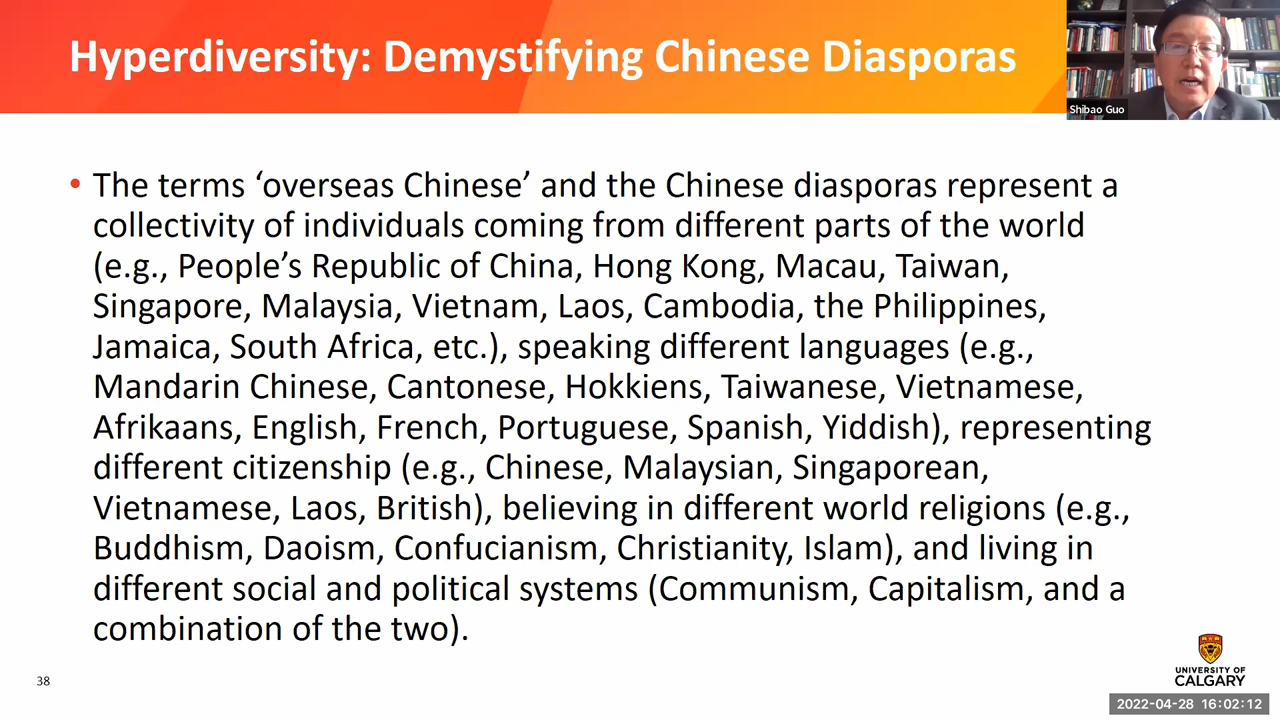 Hyperdiversity: Demystifying Chinese Diasporas
Shibao Guo
• The terms ‘overseas Chinese’ and the Chinese diasporas represent a
collectivity of individuals coming from different parts of the world
(e.g., People’s Republic of China, Hong Kong, Macau, Taiwan,
Singapore, Malaysia, Vietnam, Laos, Cambodia, the Philippines,
Jamaica, South Africa, etc.), speaking different languages (e.g.,
Mandarin Chinese, Cantonese, Hokkiens, Taiwanese, Vietnamese,
Afrikaans, English, French, Portuguese, Spanish, Yiddish), representing
different citizenship (e.g., Chinese, Malaysian, Singaporean,
Vietnamese, Laos, British), believing in different world religions (e.g.,
Buddhism, Daoism, Confucianism, Christianity, Islam), and living in
different social and political systems (Communism, Capitalism, and a
combination of the two).
38
UNIVERSITY OF
CALGARY
2022-04-28 16:02:12